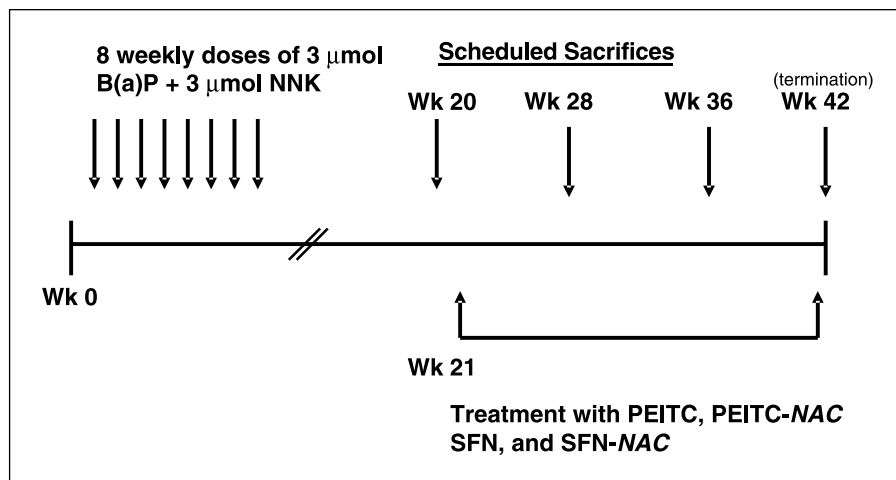 8 weekly doses of 3 μmol
B(a)P + 3 μmol NNK
Scheduled Sacrifices
(termination)
Wk 20
Wk 28
Wk 36
Wk 42
Wk 0
Wk 21
Treatment with PEITC, PEITC-NAC
SFN, and SFN-NAC